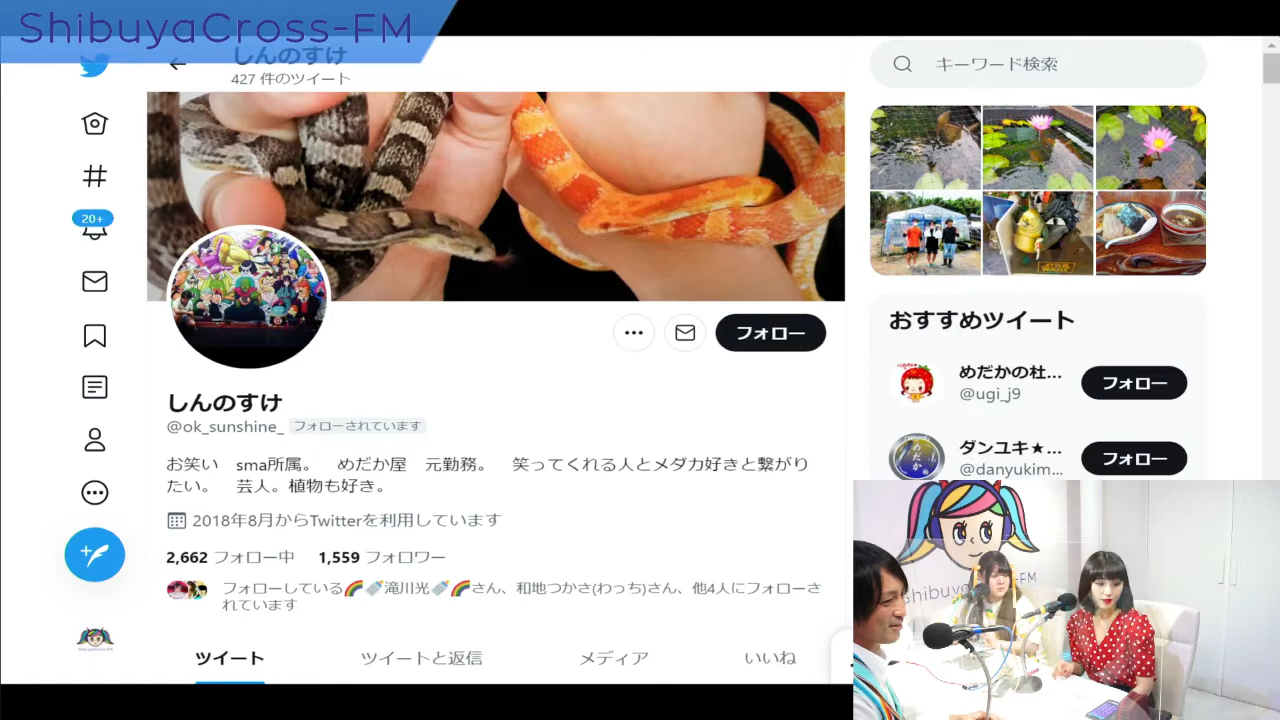 ShibuyaCross-FM
しんのすけ
427 件のツイート
キーワード検索
20+
STAR WARS
フォロー
しんのすけ
@ok_sunshine_ フォローされています
お笑い　sma所属。　めだか屋　元勤務。　笑ってくれる人とメダカ好きと繋がり
たい。　芸人。植物も好き。
2018年8月からTwitterを利用しています
2,662 フォロー中 1,559 フォロワー
フォローしている🌈🍼滝川光🍼🌈さん、和地つかさ(わっち)さん、他4人にフォローさ
れています
ツイート ツイートと返信 メディア いいね
おすすめツイート
めだかの杜...
@ugi_j9
フォロー
ダンユキ★...
@danyukim...
フォロー
めだか
Shibuya
-FM